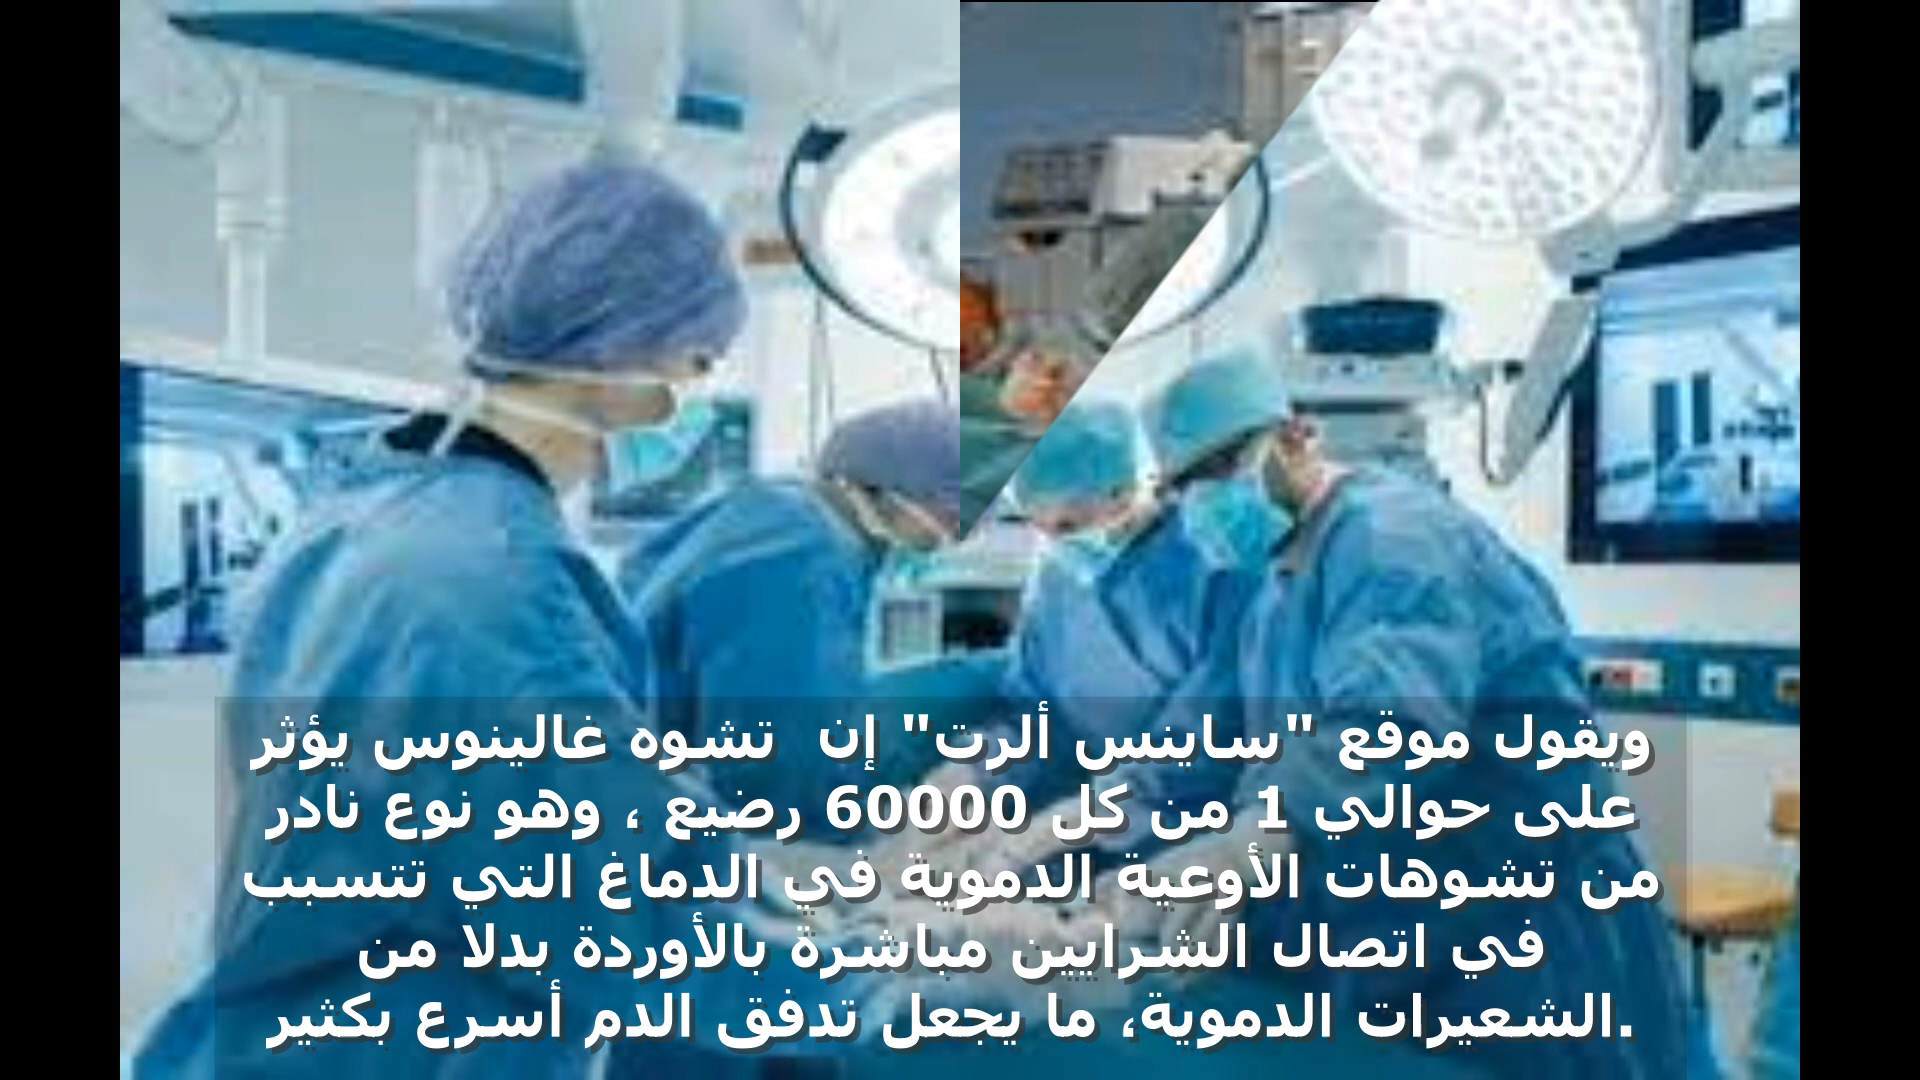 ويقول موقع "ساينس ألرت" إن  تشوه غالينوس يؤثر
على حوالي 1 من كل 60000 رضيع ، وهو نوع نادر
من تشوهات الأوعية الدموية في الدماغ التي تتسبب
في اتصال الشرايين مباشرة بالأوردة بدلا من
الشعيرات الدموية، ما يجعل تدفق الدم أسرع بكثير.